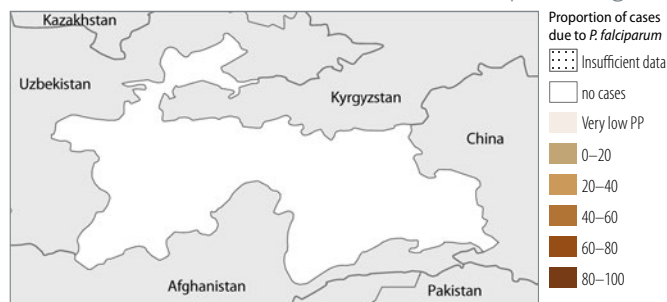 Kazakhstan
Uzbekistan
Kyrgyzstan
China
Afghanistan
Pakistan
Proportion of cases
due to P. falciparum
Insufficient data
no cases
Very low PP
0–20
20–40
40–60
60–80
80–100